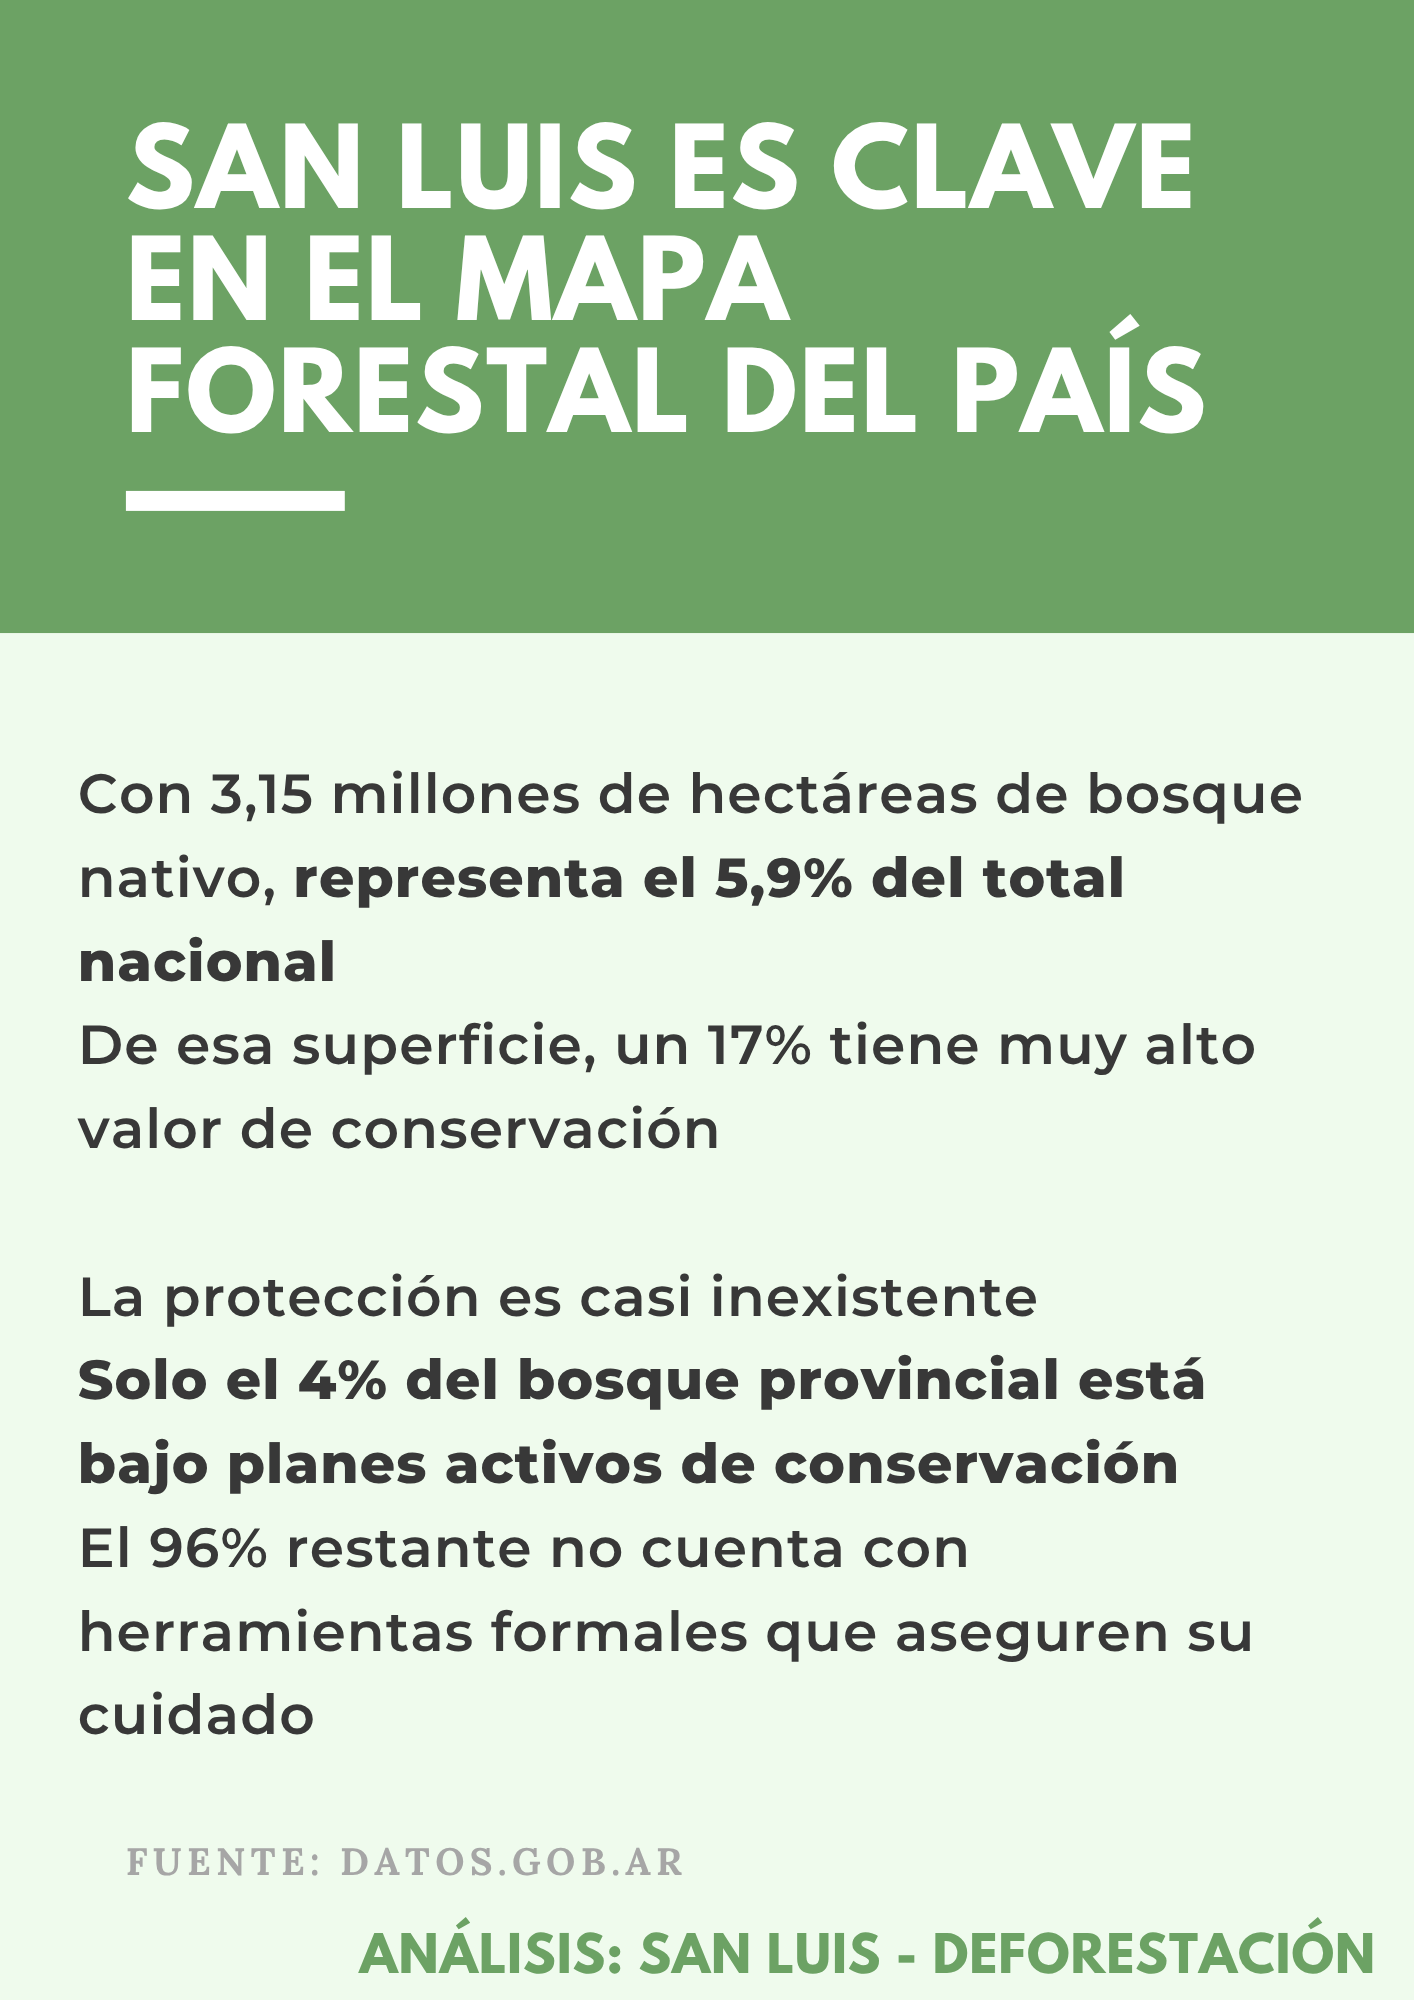 SAN LUIS ES CLAVE
EN EL MAPA
FORESTAL DEL PAÍS
Con 3,15 millones de hectáreas de bosque
nativo, representa el 5,9% del total
nacional
De esa superficie, un 17% tiene muy alto
valor de conservación
La protección es casi inexistente
Solo el 4% del bosque provincial está
bajo planes activos de conservación
El 96% restante no cuenta con
herramientas formales que aseguren su
cuidado
FUENTE: DATOS.GOB.AR
ANÁLISIS: SAN LUIS - DEFORESTACIÓN